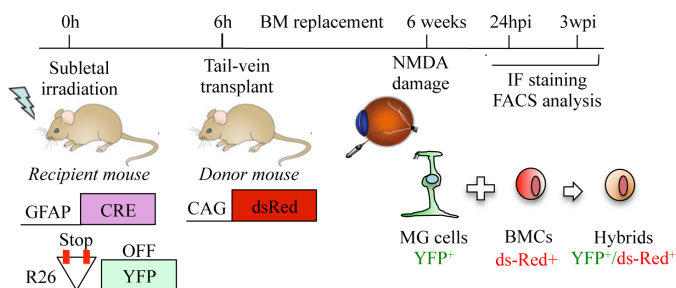 0h
6h
BM replacement
6 weeks
24hpi
3wpi
Subletal
irradiation
Tail-vein
transplant
NMDA
damage
IF staining
FACS analysis
Recipient mouse
Donor mouse
GFAP
CRE
CAG
dsRed
Stop
OFF
R26
YFP
MG cells
YFP+
BMCs
ds-Red+
Hybrids
YFP+/ds-Red+